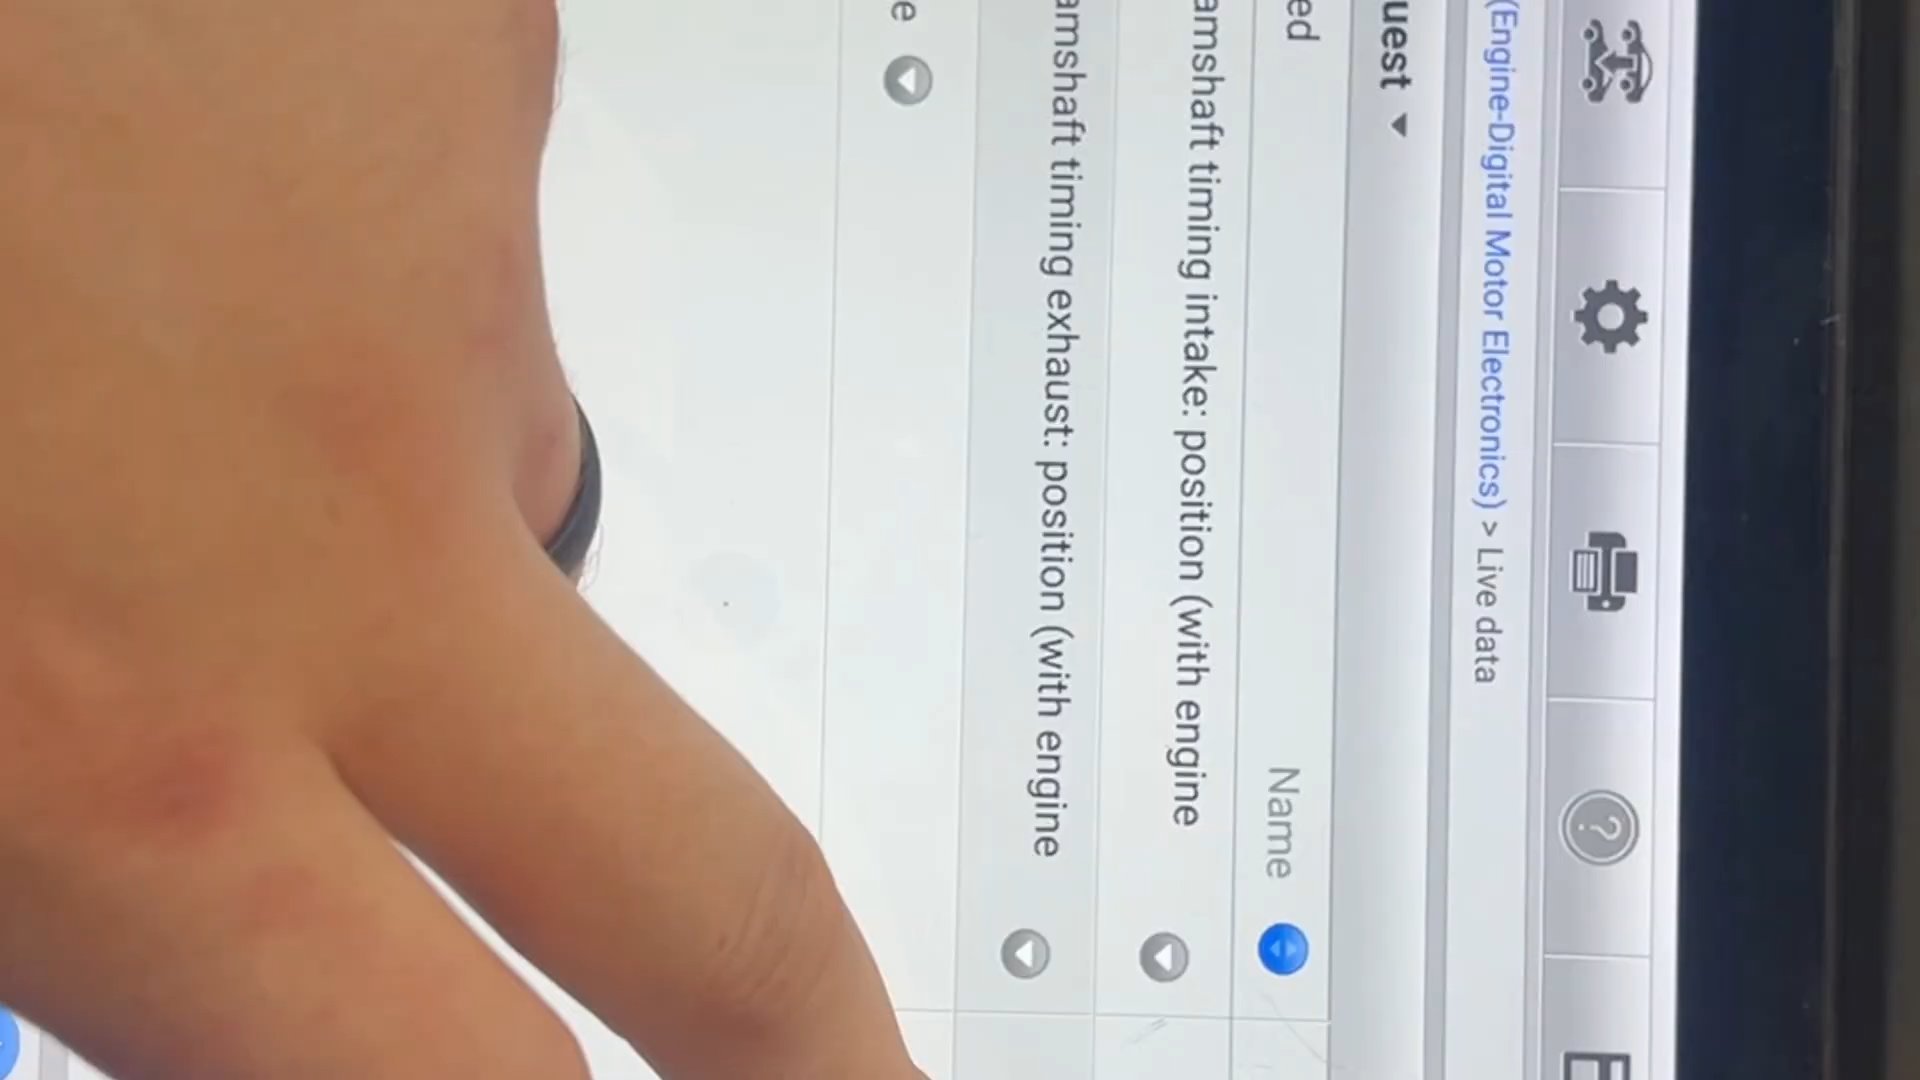 (Engine-Digital Motor Electronics) > Live data
uest
ed
Name
amshaft timing intake: position (with engine
amshaft timing exhaust: position (with engine
e